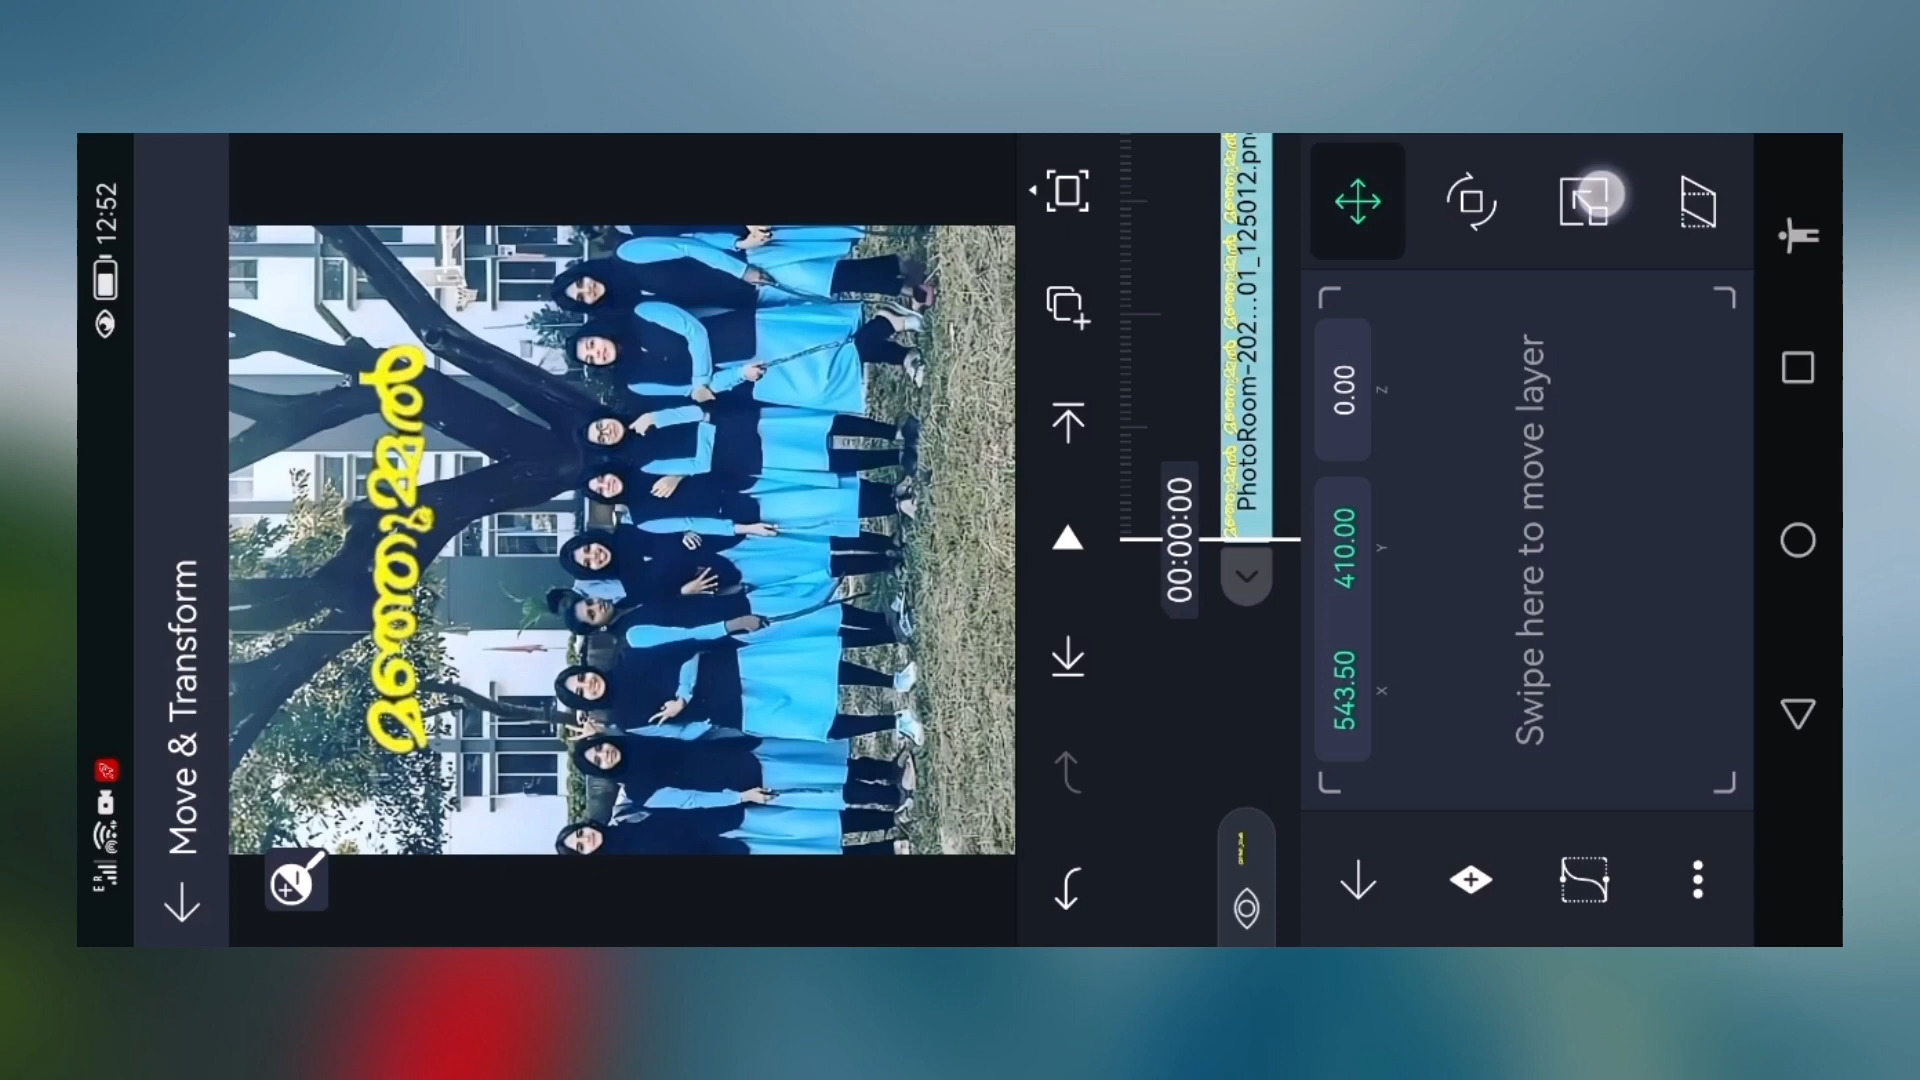 E R
12:52
Move & Transform
00:00:00
PhotoRoom-202...01_125012.png
543.50 410.00 0.00
X Y Z
Swipe here to move layer